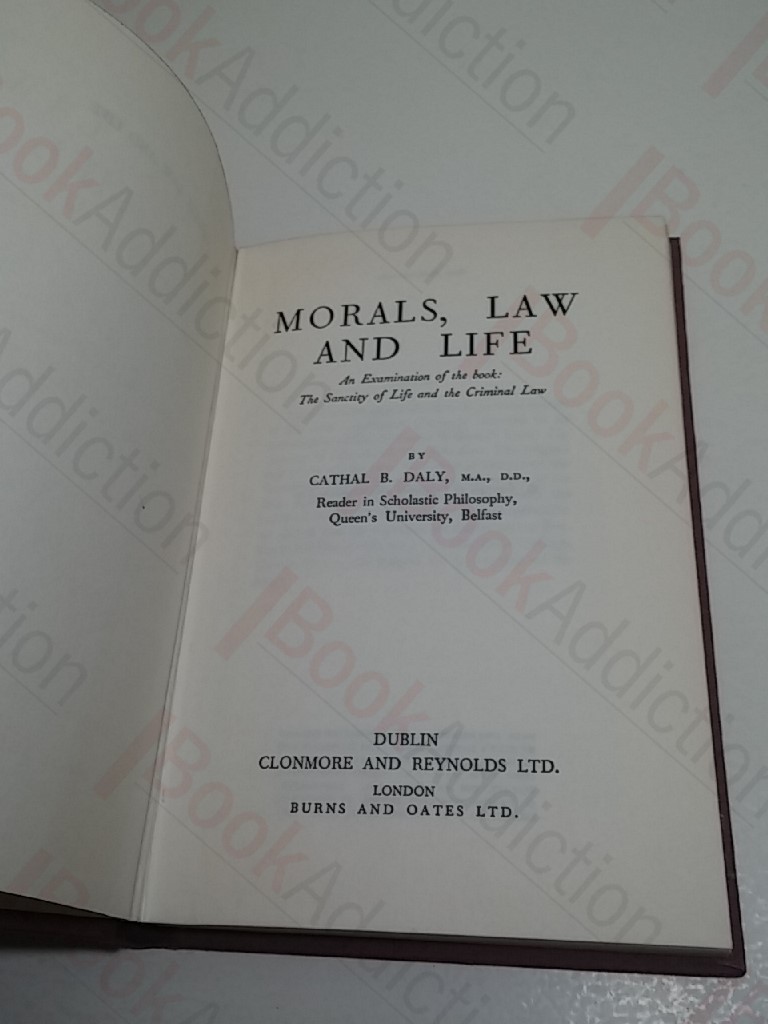 MORALS, LAW
AND LIFE
An Examination of the book:
The Sanctity of Life and the Criminal Law
BY
CATHAL B. DALY, M.A., D.D.,
Reader in Scholastic Philosophy,
Queen's University, Belfast
DUBLIN
CLONMORE AND REYNOLDS LTD.
LONDON
BURNS AND OATES LTD.
BookAddiction